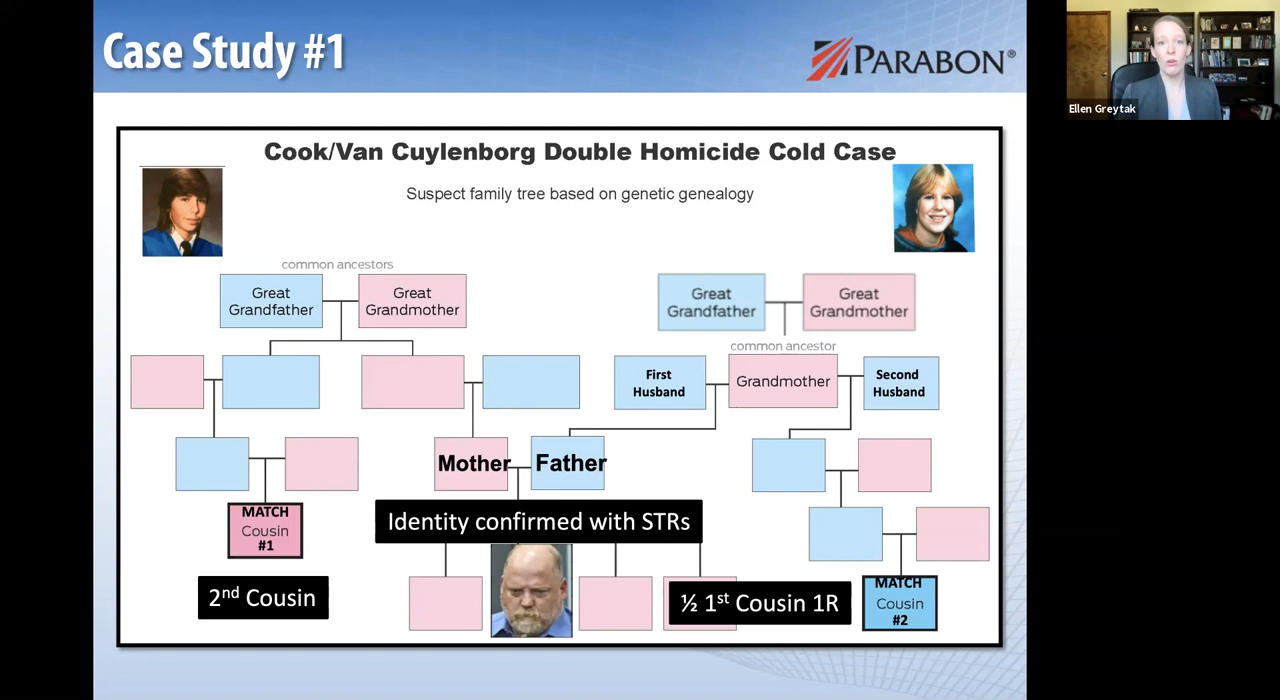 Case Study #1
PARABON®
Ellen Greytak
Cook/Van Cuylenborg Double Homicide Cold Case
Suspect family tree based on genetic genealogy
common ancestors
Great
Grandfather
Great
Grandmother
Great
Grandfather
Great
Grandmother
common ancestor
First
Husband
Grandmother
Second
Husband
Mother
Father
MATCH
Cousin
#1
Identity confirmed with STRs
2nd Cousin
½ 1st Cousin 1R
MATCH
Cousin
#2